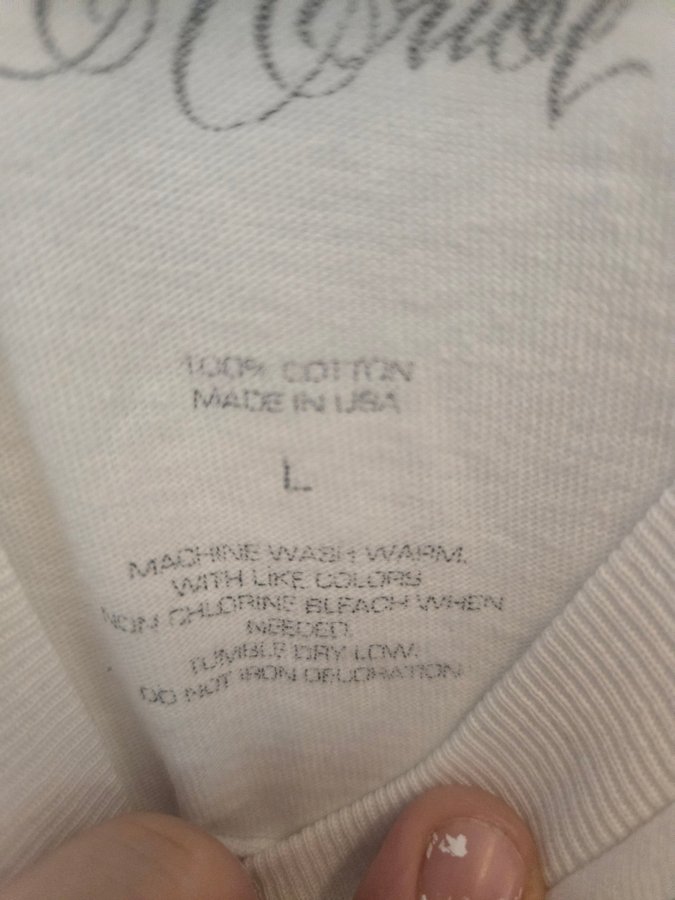 100% COTTON
MADE IN USA
L
MACHINE WASH WARM.
WITH LIKE COLORS
NON CHLORINE BLEACH WHEN
NEEDED.
TUMBLE DRY LOW.
DO NOT IRON DECORATION